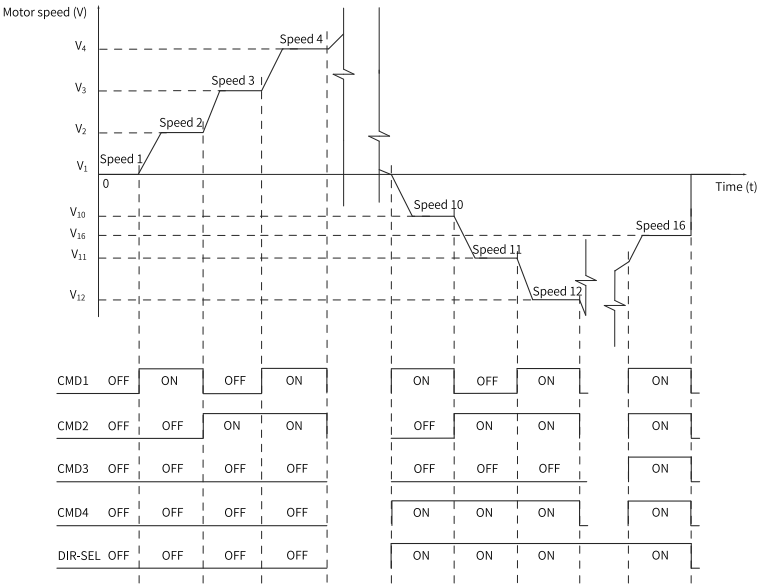 Motor speed (V)
V4
Speed 4
V3
Speed 3
V2
Speed 2
V1
Speed 1
0
Time (t)
V10
Speed 10
V16
Speed 16
V11
Speed 11
V12
Speed 12
CMD1 OFF ON OFF ON ON OFF ON ON
CMD2 OFF OFF ON ON OFF ON ON ON
CMD3 OFF OFF OFF OFF OFF OFF OFF ON
CMD4 OFF OFF OFF OFF ON ON ON ON
DIR-SEL OFF OFF OFF OFF ON ON ON ON